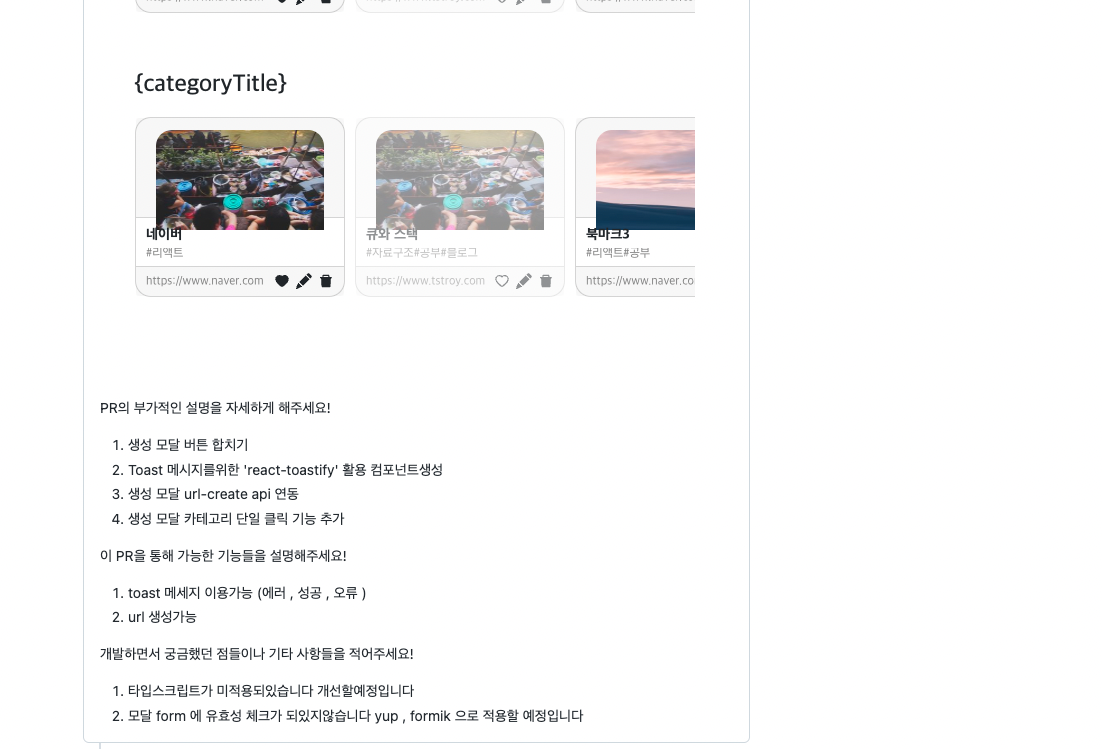 {categoryTitle}
네이버
#리액트
https://www.naver.com
큐와 스택
#자료구조#공부#블로그
https://www.tstroy.com
북마크3
#리액트#공부
https://www.naver.co
PR의 부가적인 설명을 자세하게 해주세요!
1. 생성 모달 버튼 합치기
2. Toast 메시지를위한 'react-toastify' 활용 컴포넌트생성
3. 생성 모달 url-create api 연동
4. 생성 모달 카테고리 단일 클릭 기능 추가
이 PR을 통해 가능한 기능들을 설명해주세요!
1. toast 메세지 이용가능 (에러 , 성공 , 오류 )
2. url 생성가능
개발하면서 궁금했던 점들이나 기타 사항들을 적어주세요!
1. 타입스크립트가 미적용되있습니다 개선할예정입니다
2. 모달 form 에 유효성 체크가 되있지않습니다 yup , formik 으로 적용할 예정입니다